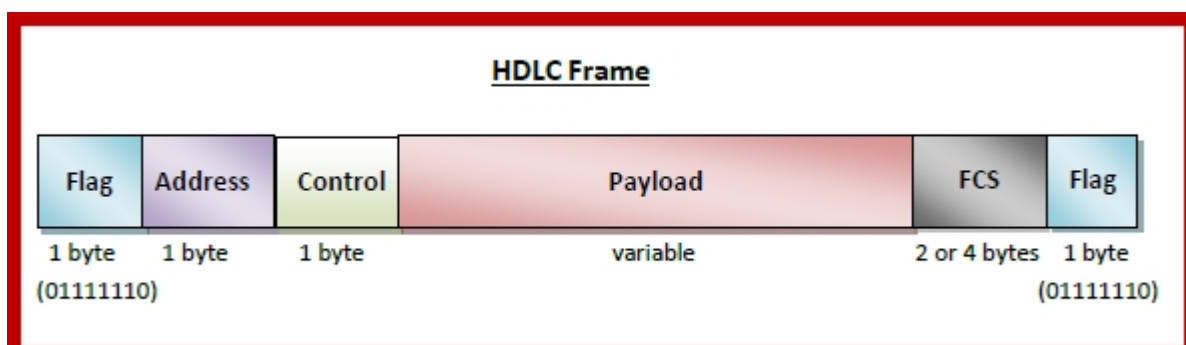 HDLC Frame
Flag Address Control Payload FCS Flag
1 byte 1 byte 1 byte variable 2 or 4 bytes 1 byte
(01111110) (01111110)